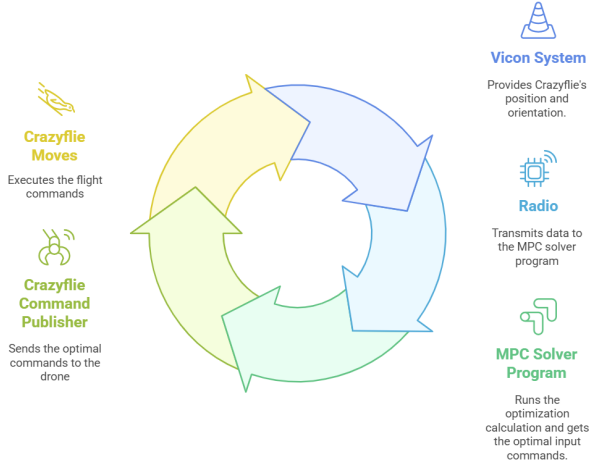 Vicon System
Provides Crazyflie's
position and
orientation.
Radio
Transmits data to
the MPC solver
program
MPC Solver
Program
Runs the
optimization
calculation and gets
the optimal input
commands.
Crazyflie
Command
Publisher
Sends the optimal
commands to the
drone
Crazyflie
Moves
Executes the flight
commands